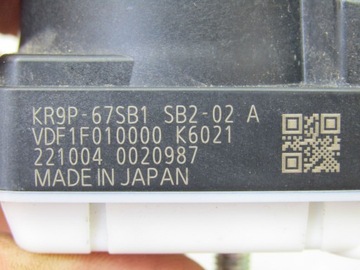 KR9P-67SB1 SB2-02 A
VDF1F010000 K6021
221004 0020987
MADE IN JAPAN